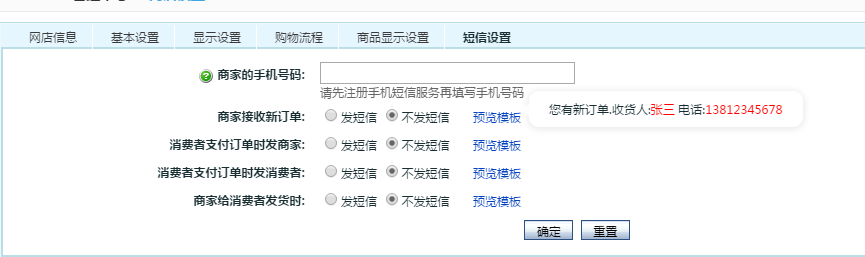 网店信息 基本设置 显示设置 购物流程 商品显示设置 短信设置
商家的手机号码:
请先注册手机短信服务再填写手机号码
您有新订单.收货人:张三 电话:13812345678
商家接收新订单: 发短信 不发短信 预览模板
消费者支付订单时发商家: 发短信 不发短信 预览模板
消费者支付订单时发消费者: 发短信 不发短信 预览模板
商家给消费者发货时: 发短信 不发短信 预览模板
确定 重置